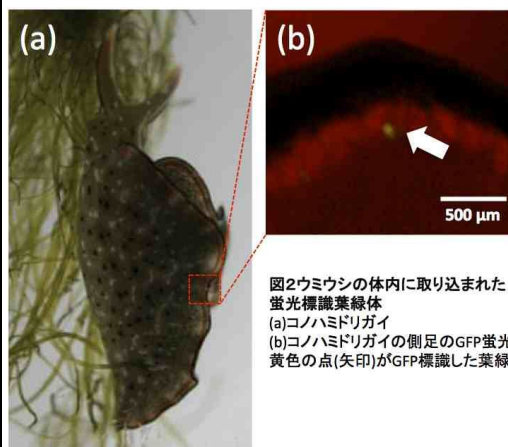 (a)
(b)
500 μm
図2ウミウシの体内に取り込まれた
蛍光標識葉緑体
(a)コノハミドリガイ
(b)コノハミドリガイの側足のGFP蛍光
黄色の点(矢印)がGFP標識した葉緑